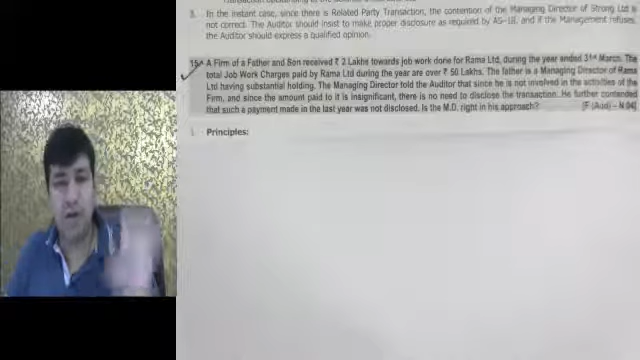 3. In the instant case, since there is Related Party Transaction, the contention of the Managing Director of Strong Ltd is
not correct. The Auditor should insist to make proper disclosure as required by AS-18, and if the Management refuses,
the Auditor should express a qualified opinion.
15. A Firm of a Father and Son received ₹ 2 Lakhs towards job work done for Rama Ltd, during the year ended 31st March. The
total Job Work Charges paid by Rama Ltd during the year are over ₹ 50 Lakhs. The father is a Managing Director of Rama
Ltd having substantial holding. The Managing Director told the Auditor that since he is not involved in the activities of the
Firm, and since the amount paid to it is insignificant, there is no need to disclose the transaction. He further contended
that such a payment made in the last year was not disclosed. Is the M.D. right in his approach? [F (Aud) – N 04]
Principles: